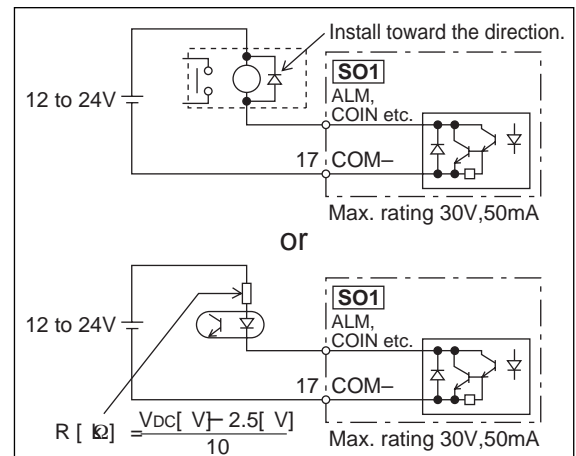 Install toward the direction.
SO1
ALM,
COIN etc.
12 to 24V
17 COM–
Max. rating 30V,50mA
or
SO1
ALM,
COIN etc.
12 to 24V
17 COM–
R [ kΩ] = VDC[ V]– 2.5[ V]
10
Max. rating 30V,50mA